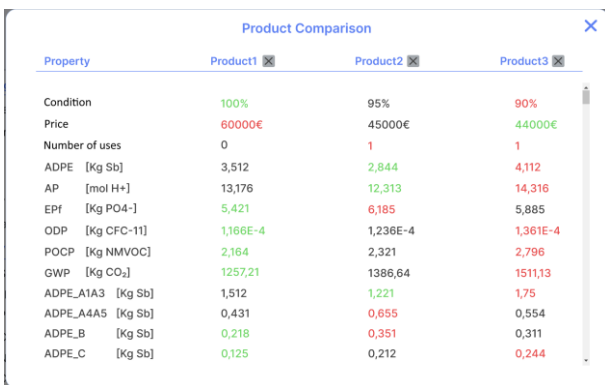 Product Comparison
Property Product1 Product2 Product3
Condition 100% 95% 90%
Price 60000€ 45000€ 44000€
Number of uses 0 1 1
ADPE [Kg Sb] 3,512 2,844 4,112
AP [mol H+] 13,176 12,313 14,316
EPf [Kg PO4-] 5,421 6,185 5,885
ODP [Kg CFC-11] 1,166E-4 1,236E-4 1,361E-4
POCP [Kg NMVOC] 2,164 2,321 2,796
GWP [Kg CO₂] 1257,21 1386,64 1511,13
ADPE_A1A3 [Kg Sb] 1,512 1,221 1,75
ADPE_A4A5 [Kg Sb] 0,431 0,655 0,554
ADPE_B [Kg Sb] 0,218 0,351 0,311
ADPE_C [Kg Sb] 0,125 0,212 0,244